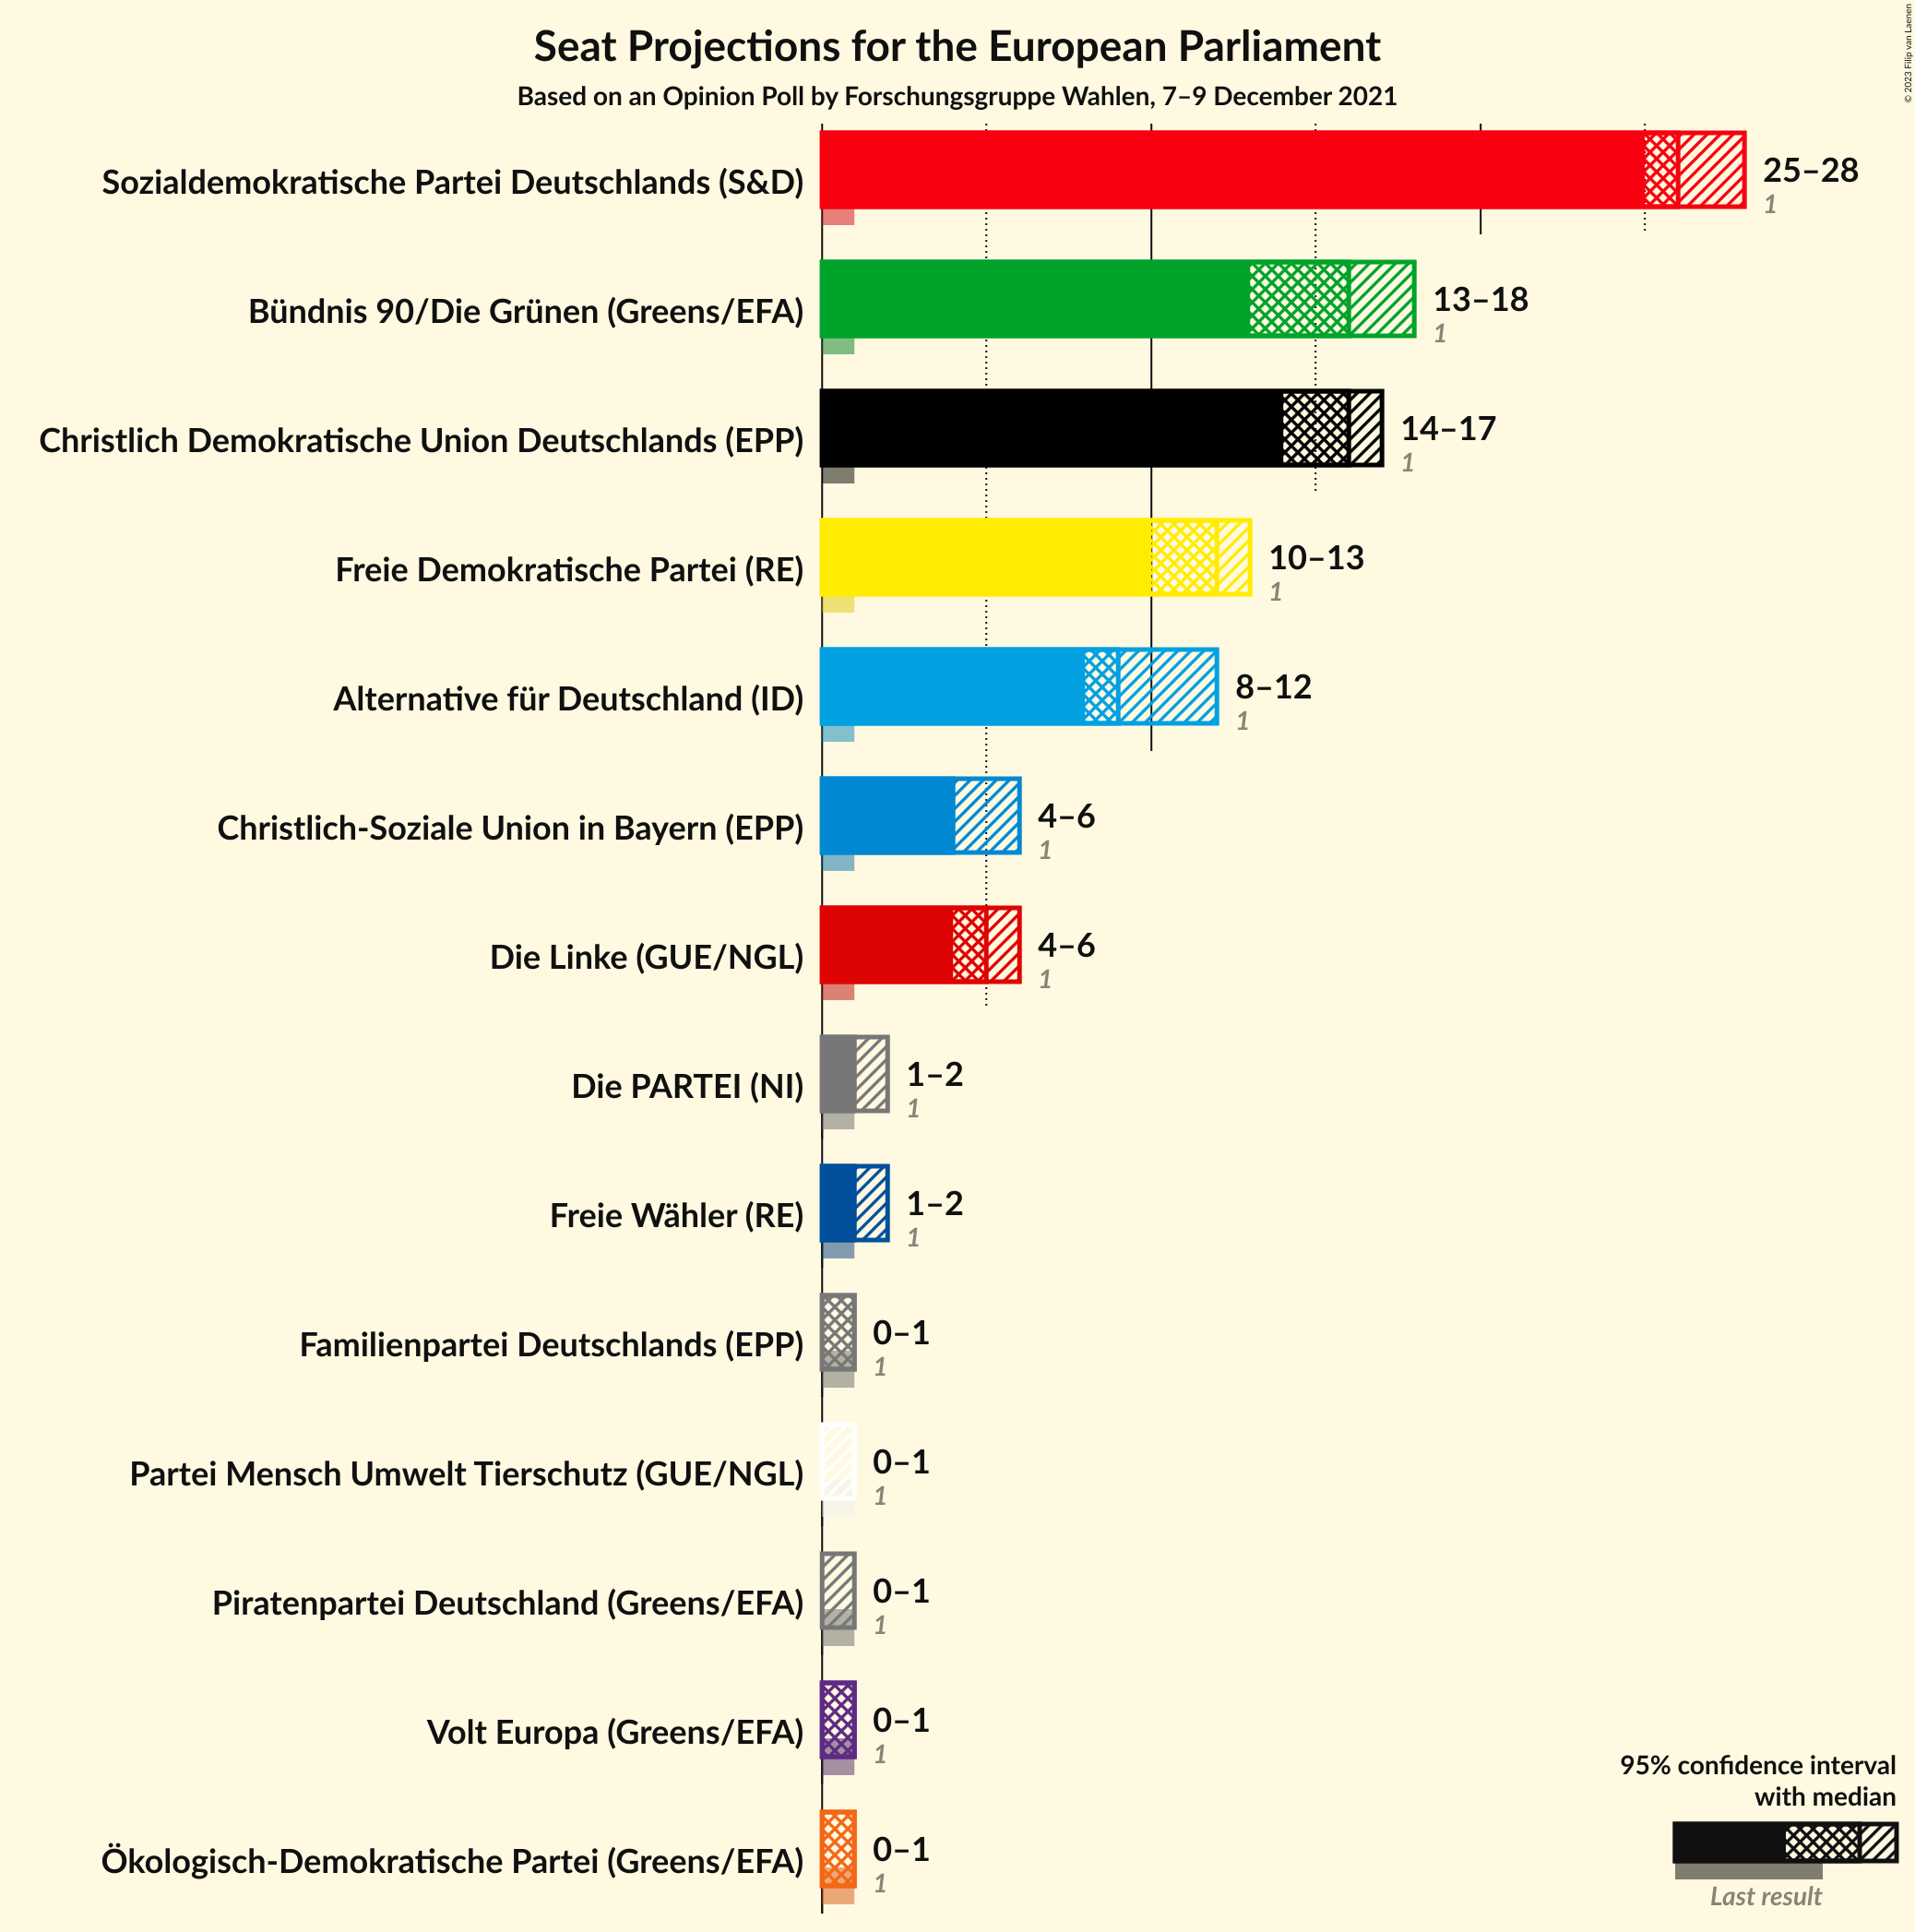 Seat Projections for the European Parliament
Based on an Opinion Poll by Forschungsgruppe Wahlen, 7–9 December 2021
© 2023 Filip van Laenen
Sozialdemokratische Partei Deutschlands (S&D)
25–28
1
Bündnis 90/Die Grünen (Greens/EFA)
13–18
1
Christlich Demokratische Union Deutschlands (EPP)
14–17
1
Freie Demokratische Partei (RE)
10–13
1
Alternative für Deutschland (ID)
8–12
1
Christlich-Soziale Union in Bayern (EPP)
4–6
1
Die Linke (GUE/NGL)
4–6
1
Die PARTEI (NI)
1–2
1
Freie Wähler (RE)
1–2
1
Familienpartei Deutschlands (EPP)
0–1
1
Partei Mensch Umwelt Tierschutz (GUE/NGL)
0–1
1
Piratenpartei Deutschland (Greens/EFA)
0–1
1
Volt Europa (Greens/EFA)
0–1
1
Ökologisch-Demokratische Partei (Greens/EFA)
0–1
1
95% confidence interval
with median
Last result